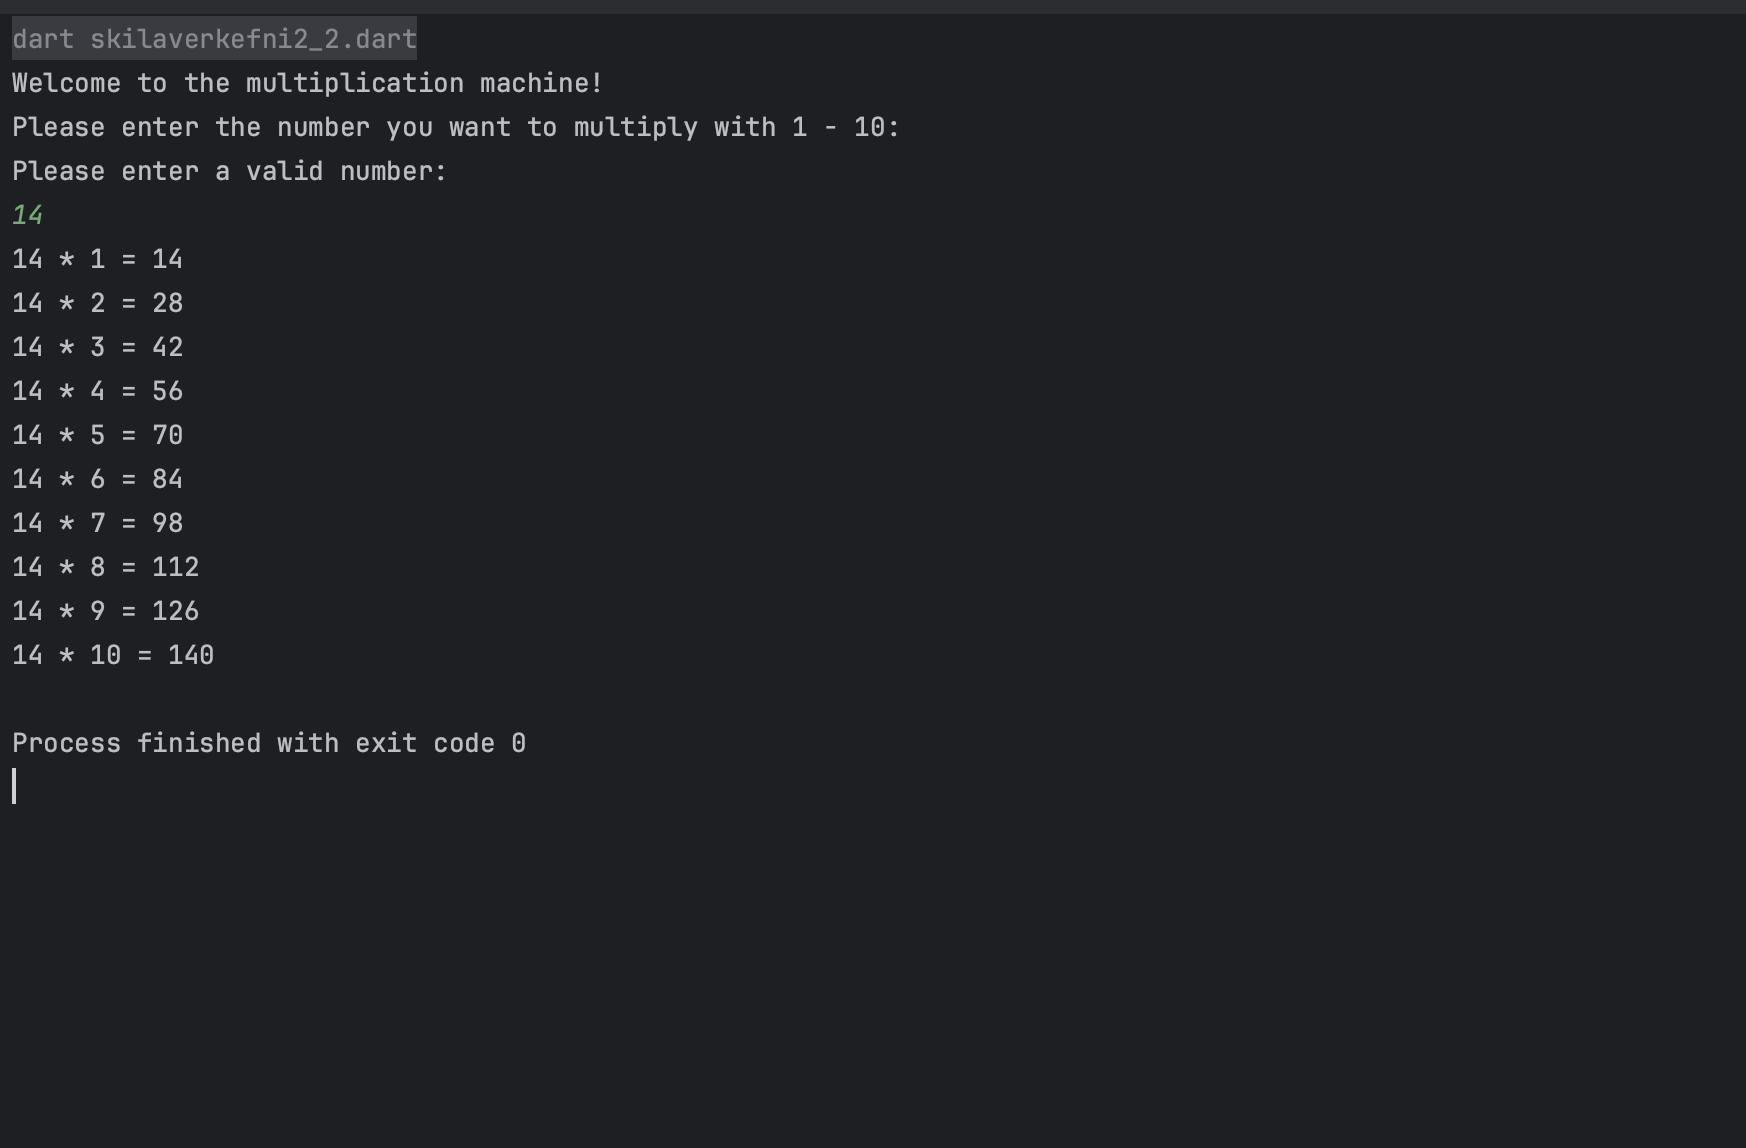 dart skilaverkefni2_2.dart
Welcome to the multiplication machine!
Please enter the number you want to multiply with 1 - 10:
Please enter a valid number:
14
14 * 1 = 14
14 * 2 = 28
14 * 3 = 42
14 * 4 = 56
14 * 5 = 70
14 * 6 = 84
14 * 7 = 98
14 * 8 = 112
14 * 9 = 126
14 * 10 = 140
Process finished with exit code 0